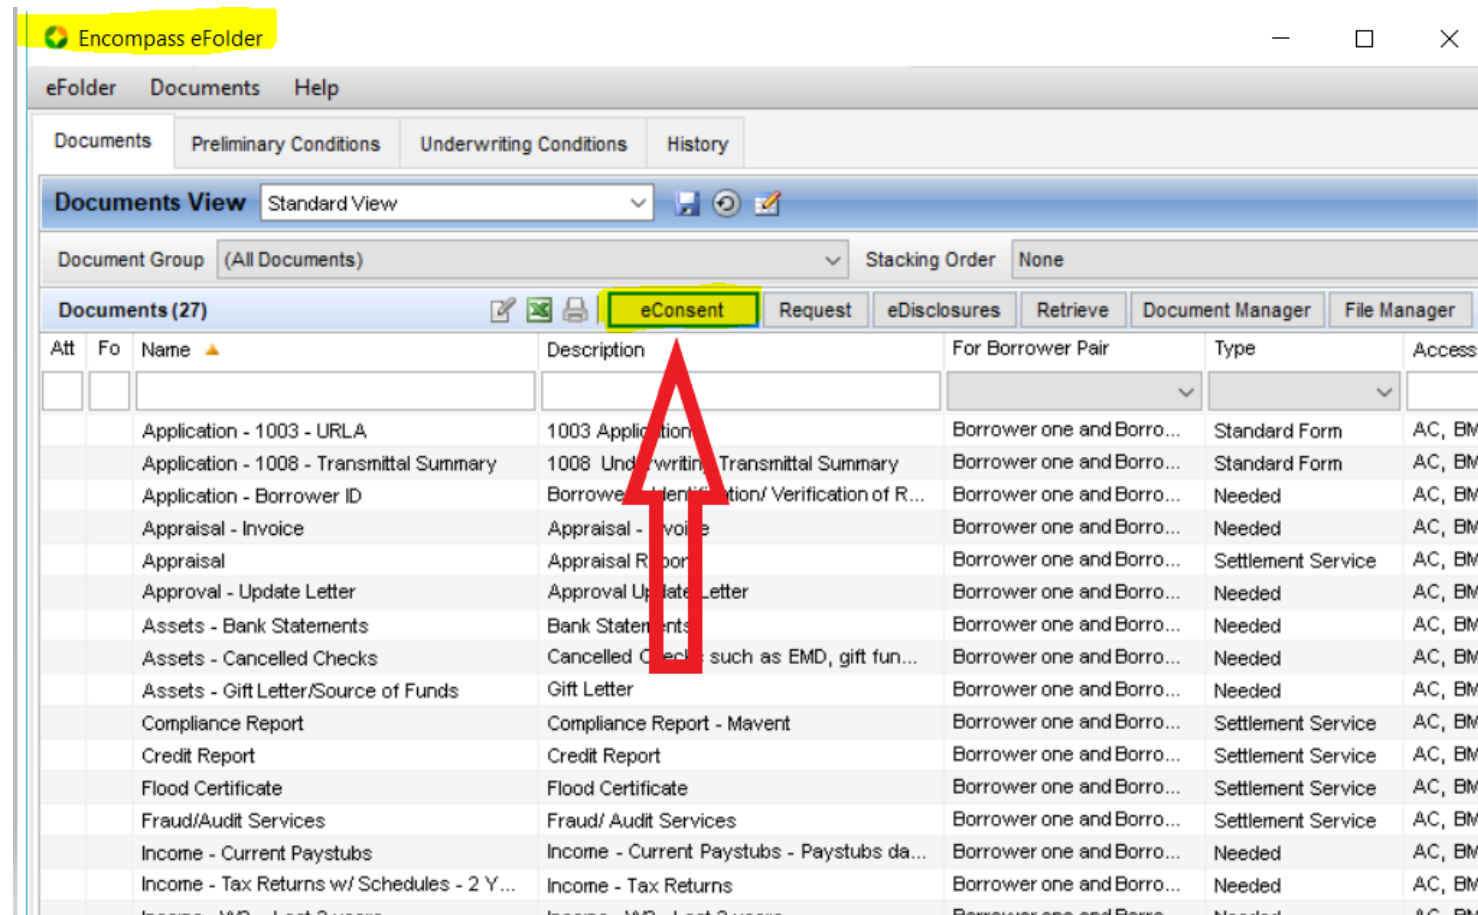 Encompass eFolder
eFolder Documents Help
Documents Preliminary Conditions Underwriting Conditions History
Documents View Standard View
Document Group (All Documents) Stacking Order None
Documents (27) eConsent Request eDisclosures Retrieve Document Manager File Manager
Att Fo Name Description For Borrower Pair Type Access
Application - 1003 - URLA 1003 Application Borrower one and Borro... Standard Form AC, BM
Application - 1008 - Transmittal Summary 1008 Underwriting Transmittal Summary Borrower one and Borro... Standard Form AC, BM
Application - Borrower ID Borrower Identification/ Verification of R... Borrower one and Borro... Needed AC, BM
Appraisal - Invoice Appraisal - Invoice Borrower one and Borro... Needed AC, BM
Appraisal Appraisal Report Borrower one and Borro... Settlement Service AC, BM
Approval - Update Letter Approval Update Letter Borrower one and Borro... Needed AC, BM
Assets - Bank Statements Bank Statements Borrower one and Borro... Needed AC, BM
Assets - Cancelled Checks Cancelled Checks such as EMD, gift fun... Borrower one and Borro... Needed AC, BM
Assets - Gift Letter/Source of Funds Gift Letter Borrower one and Borro... Needed AC, BM
Compliance Report Compliance Report - Mavent Borrower one and Borro... Settlement Service AC, BM
Credit Report Credit Report Borrower one and Borro... Settlement Service AC, BM
Flood Certificate Flood Certificate Borrower one and Borro... Settlement Service AC, BM
Fraud/Audit Services Fraud/ Audit Services Borrower one and Borro... Settlement Service AC, BM
Income - Current Paystubs Income - Current Paystubs - Paystubs da... Borrower one and Borro... Needed AC, BM
Income - Tax Returns w/ Schedules - 2 Y... Income - Tax Returns Borrower one and Borro... Needed AC, BM